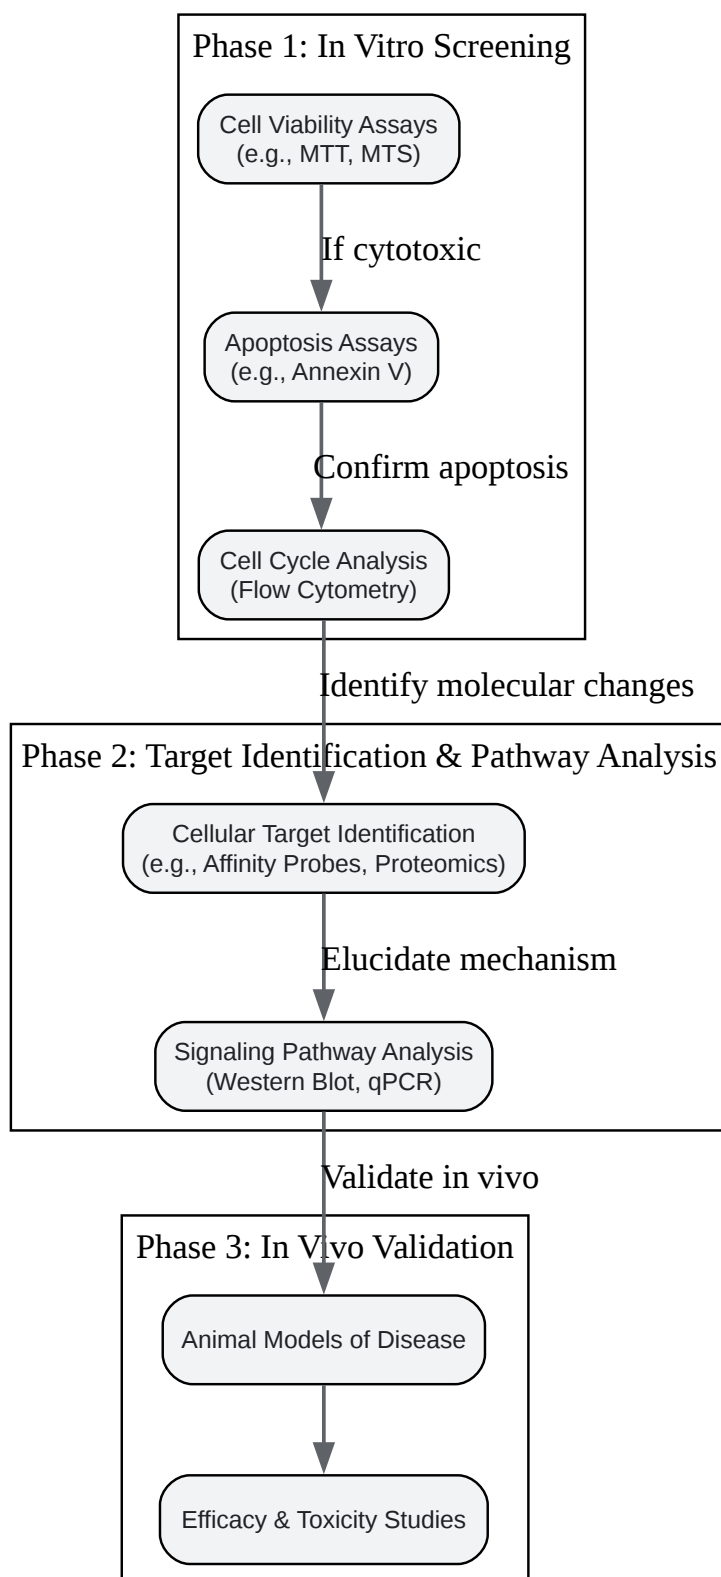 Phase 1: In Vitro Screening
Cell Viability Assays
(e.g., MTT, MTS)
If cytotoxic
Apoptosis Assays
(e.g., Annexin V)
Confirm apoptosis
Cell Cycle Analysis
(Flow Cytometry)
Identify molecular changes
Phase 2: Target Identification & Pathway Analysis
Cellular Target Identification
(e.g., Affinity Probes, Proteomics)
Elucidate mechanism
Signaling Pathway Analysis
(Western Blot, qPCR)
Validate in vivo
Phase 3: In Vivo Validation
Animal Models of Disease
Efficacy & Toxicity Studies